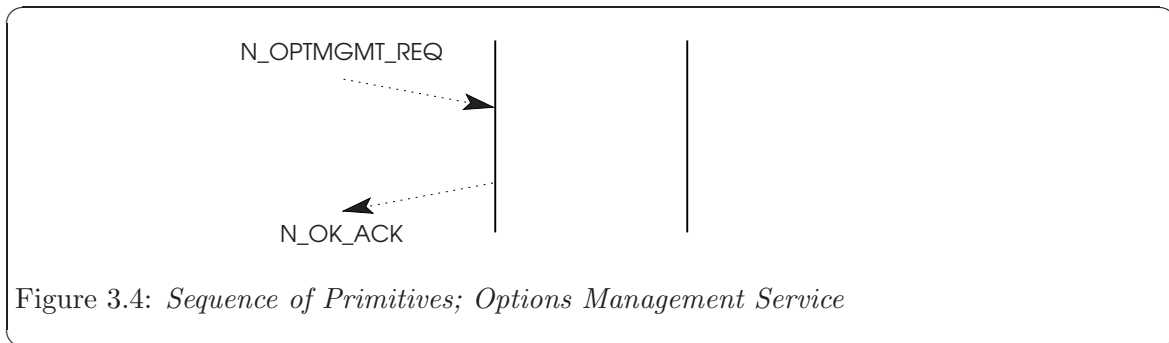 N_OPTMGMT_REQ
N_OK_ACK
Figure 3.4: Sequence of Primitives; Options Management Service